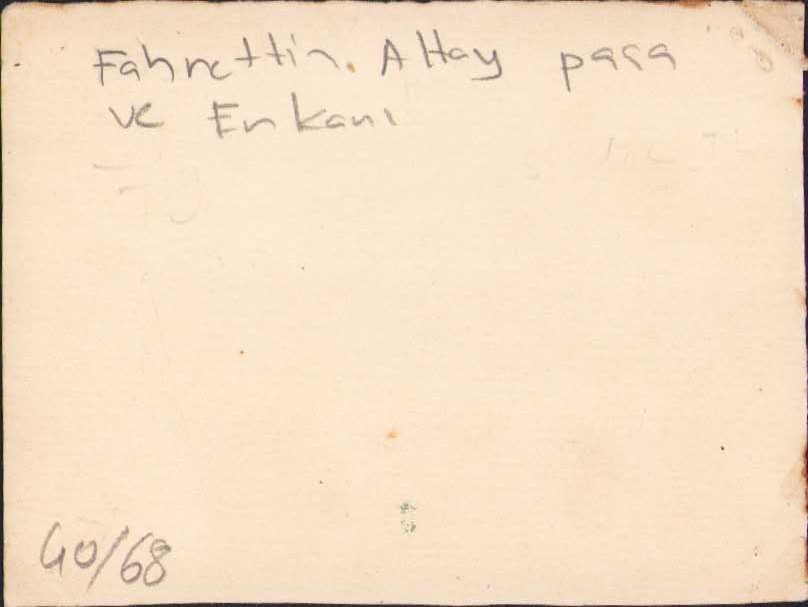 Fahrettin. Altay paşa
ve Erkanı
40/68